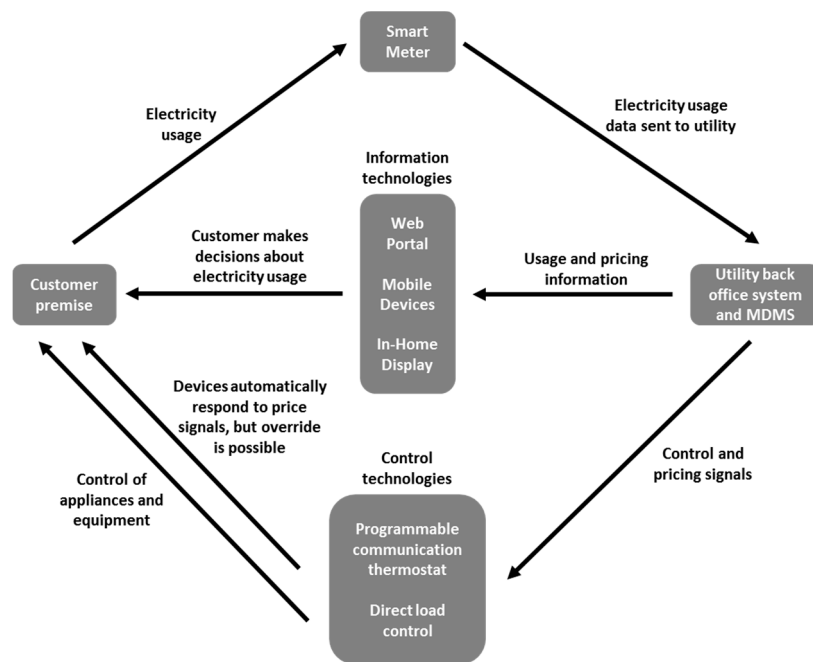 Smart
Meter
Electricity
usage
Electricity usage
data sent to utility
Information
technologies
Web
Portal
Mobile
Devices
In-Home
Display
Customer makes
decisions about
electricity usage
Usage and pricing
information
Customer
premise
Utility back
office system
and MDMS
Devices automatically
respond to price
signals, but override
is possible
Control of
appliances and
equipment
Control and
pricing signals
Control
technologies
Programmable
communication
thermostat
Direct load
control